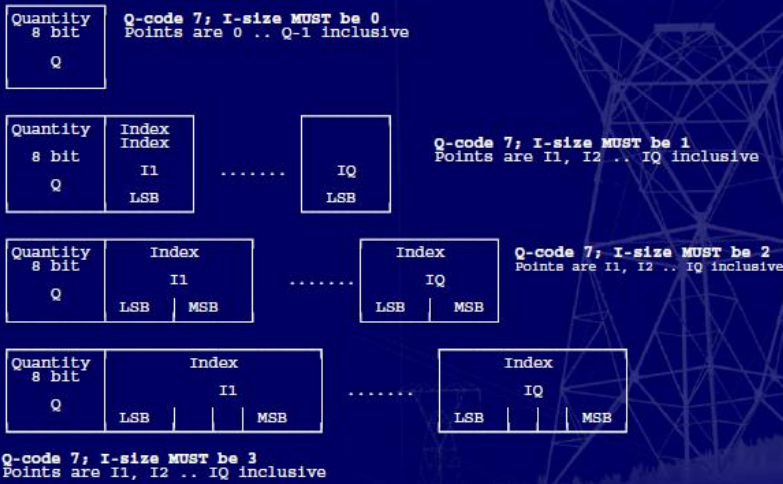 Quantity
8 bit
Q
Q-code 7; I-size MUST be 0
Points are 0 .. Q-1 inclusive
Quantity
8 bit
Q
Index
Index
I1
LSB
.......
IQ
LSB
Q-code 7; I-size MUST be 1
Points are I1, I2 .. IQ inclusive
Quantity
8 bit
Q
Index
I1
LSB MSB
.......
Index
IQ
LSB MSB
Q-code 7; I-size MUST be 2
Points are I1, I2 .. IQ inclusive
Quantity
8 bit
Q
Index
I1
LSB MSB
.......
Index
IQ
LSB MSB
Q-code 7; I-size MUST be 3
Points are I1, I2 .. IQ inclusive